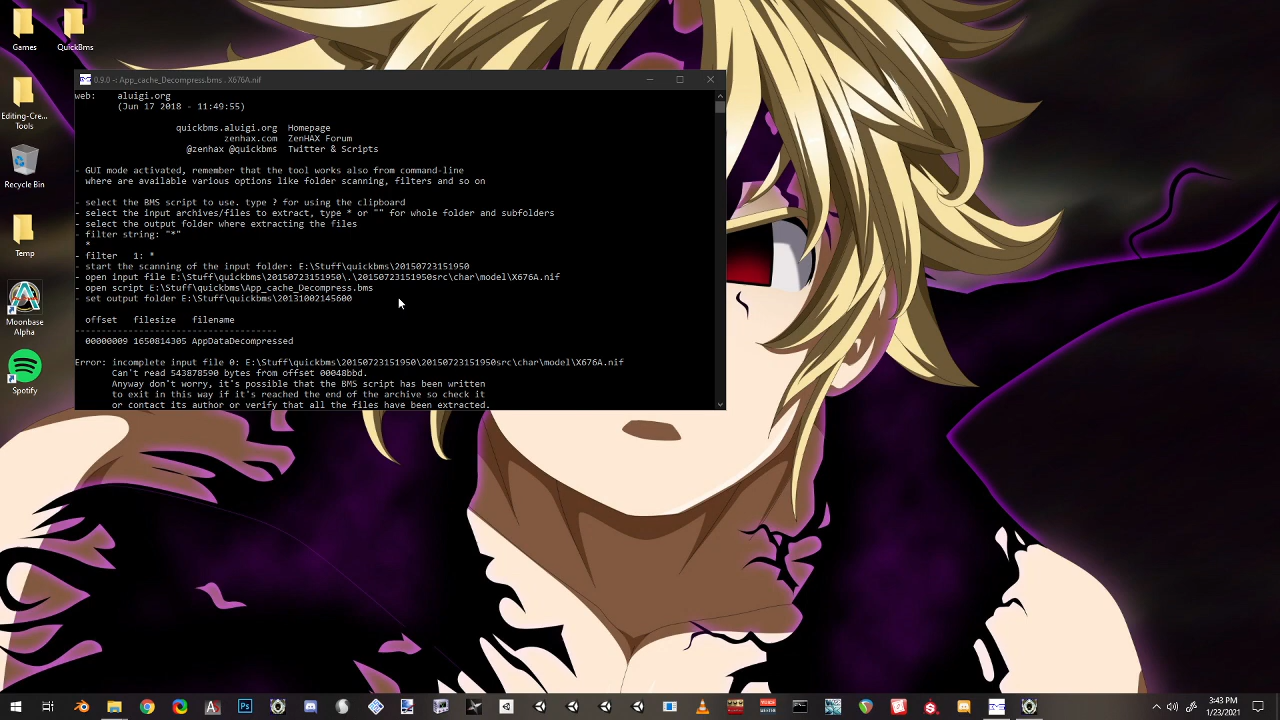 Games
QuickBms
Editing-Cre...
Tools
Recycle Bin
Temp
Moonbase
Alpha
Spotify
0.9.0 -: App_cache_Decompress.bms . X676A.nif
web:    aluigi.org
(Jun 17 2018 - 11:49:55)
quickbms.aluigi.org  Homepage
zenhax.com  ZenHAX Forum
@zenhax @quickbms  Twitter & Scripts
- GUI mode activated, remember that the tool works also from command-line
where are available various options like folder scanning, filters and so on
- select the BMS script to use. type ? for using the clipboard
- select the input archives/files to extract, type * or "" for whole folder and subfolders
- select the output folder where extracting the files
- filter string: "*"
*
- filter   1: *
- start the scanning of the input folder: E:\Stuff\quickbms\20150723151950
- open input file E:\Stuff\quickbms\20150723151950\.\20150723151950src\char\model\X676A.nif
- open script E:\Stuff\quickbms\App_cache_Decompress.bms
- set output folder E:\Stuff\quickbms\20131002145600
offset   filesize   filename
--------------------------------------
00000009 1650814305 AppDataDecompressed
Error: incomplete input file 0: E:\Stuff\quickbms\20150723151950\20150723151950src\char\model\X676A.nif
Can't read 543878590 bytes from offset 00048bbd.
Anyway don't worry, it's possible that the BMS script has been written
to exit in this way if it's reached the end of the archive so check it
or contact its author or verify that all the files have been extracted.
3:43 PM
1/23/2021